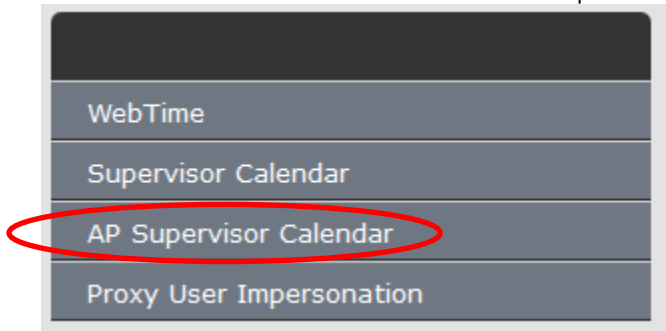 WebTime
Supervisor Calendar
AP Supervisor Calendar
Proxy User Impersonation